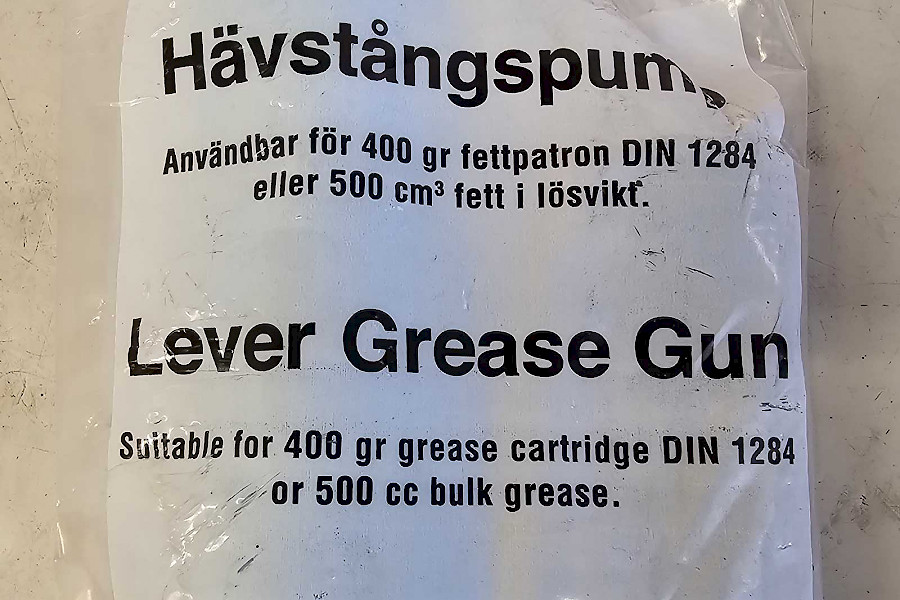 Hävstångspump
Användbar för 400 gr fettpatron DIN 1284
eller 500 cm³ fett i lösvikt.
Lever Grease Gun
Suitable for 400 gr grease cartridge DIN 1284
or 500 cc bulk grease.